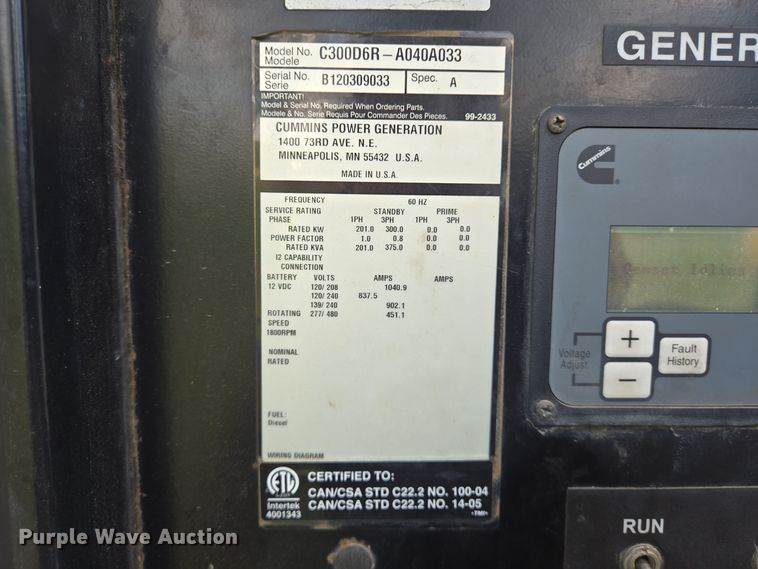 Model No. C300D6R – A040A033
Modele
Serial No. B120309033 Spec. A
Serie
IMPORTANT!
Model & Serial No. Required When Ordering Parts.
Modele & No. Serie Requis Pour Commander Des Pieces. 99-2433
CUMMINS POWER GENERATION
1400 73RD AVE. N.E.
MINNEAPOLIS, MN 55432 U.S.A.
MADE IN U.S.A.
FREQUENCY 60 HZ
SERVICE RATING STANDBY PRIME
PHASE 1PH 3PH 1PH 3PH
RATED KW 201.0 300.0 0.0 0.0
POWER FACTOR 1.0 0.8 0.0 0.0
RATED KVA 201.0 375.0 0.0 0.0
I2 CAPABILITY
CONNECTION
BATTERY VOLTS AMPS AMPS
12 VDC 120/ 208 1040.9
120/ 240 837.5
139/ 240 902.1
ROTATING 277/ 480 451.1
SPEED
1800RPM
NOMINAL
RATED
FUEL:
Diesel
WIRING DIAGRAM
ETL
Intertek
4001343
CERTIFIED TO:
CAN/CSA STD C22.2 NO. 100-04
CAN/CSA STD C22.2 NO. 14-05
GENER
Cummins
Genset Idling
+
Voltage
Adjust
−
Fault
History
RUN
Purple Wave Auction